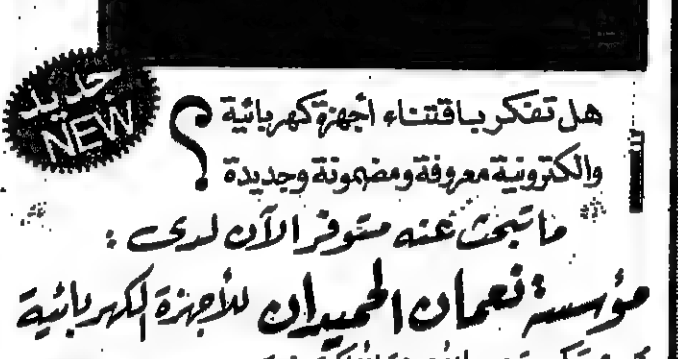 جديد
NEW
هل تفكر باقتناء أجهزة كهربائية
والكترونية معروفة ومضمونة وجديدة ؟
ما تبحث عنه متوفر الآن لدى :
مؤسسة نعمان الحميدان للأجهزة الكهربائية